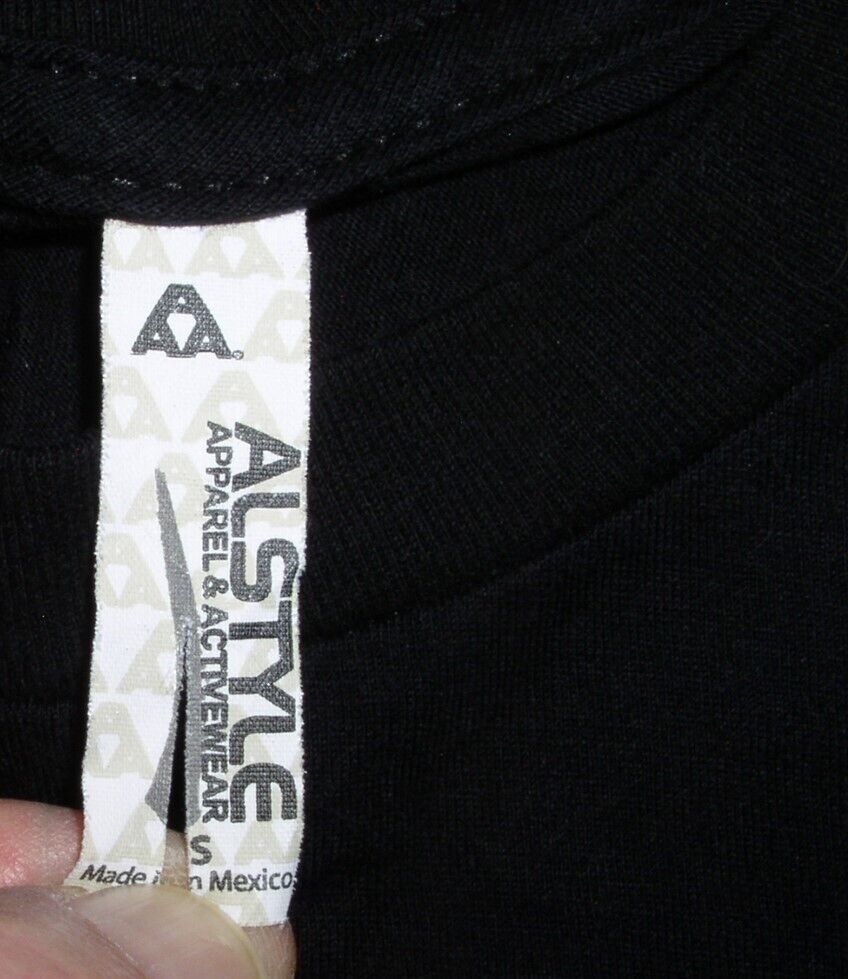 AAA®
ALSTYLE
APPAREL & ACTIVEWEAR
S
Made in Mexico